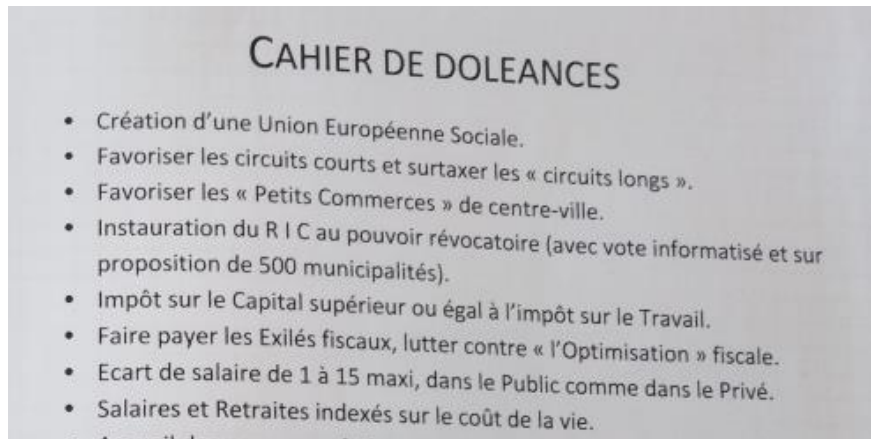 CAHIER DE DOLEANCES
• Création d'une Union Européenne Sociale.
• Favoriser les circuits courts et surtaxer les « circuits longs ».
• Favoriser les « Petits Commerces » de centre-ville.
• Instauration du R I C au pouvoir révocatoire (avec vote informatisé et sur
proposition de 500 municipalités).
• Impôt sur le Capital supérieur ou égal à l'impôt sur le Travail.
• Faire payer les Exilés fiscaux, lutter contre « l'Optimisation » fiscale.
• Ecart de salaire de 1 à 15 maxi, dans le Public comme dans le Privé.
• Salaires et Retraites indexés sur le coût de la vie.